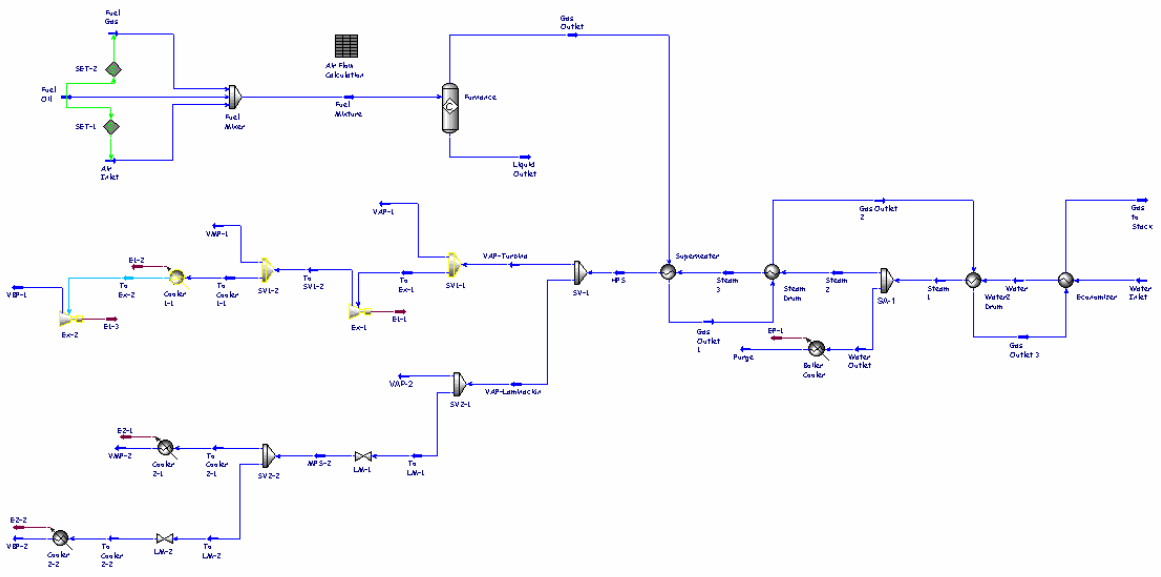 Fuel
Gas
SET-2
Fuel
Oil
SET-1
Air
Inlet
Fuel
Mixer
Air Flow
Calculation
Fuel
Mixture
Furnance
Liquid
Outlet
Gas
Outlet
VAP-1
VMP-1
E1-2
VBP-1
Ex-2
E1-3
To
Ex-2
Cooler
1-1
To
Cooler
1-1
SV1-2
To
SV1-2
Ex-1
E1-1
To
Ex-1
SV1-1
VAP-Turbina
SV-1
HPS
Superheater
Gas
Outlet
1
Steam
3
Steam
Drum
Steam
2
SA-1
Gas Outlet
2
Steam
1
Water2
Drum
Water
Gas
Outlet 3
Economizer
Water
Inlet
Gas
to
Stack
EP-1
Purge
Boiler
Cooler
Water
Outlet
VAP-2
SV2-1
VAP-Laminackin
E2-1
VMP-2
Cooler
2-1
To
Cooler
2-1
SV2-2
MPS-2
LM-1
To
LM-1
E2-2
VBP-2
Cooler
2-2
To
Cooler
2-2
LM-2
To
LM-2